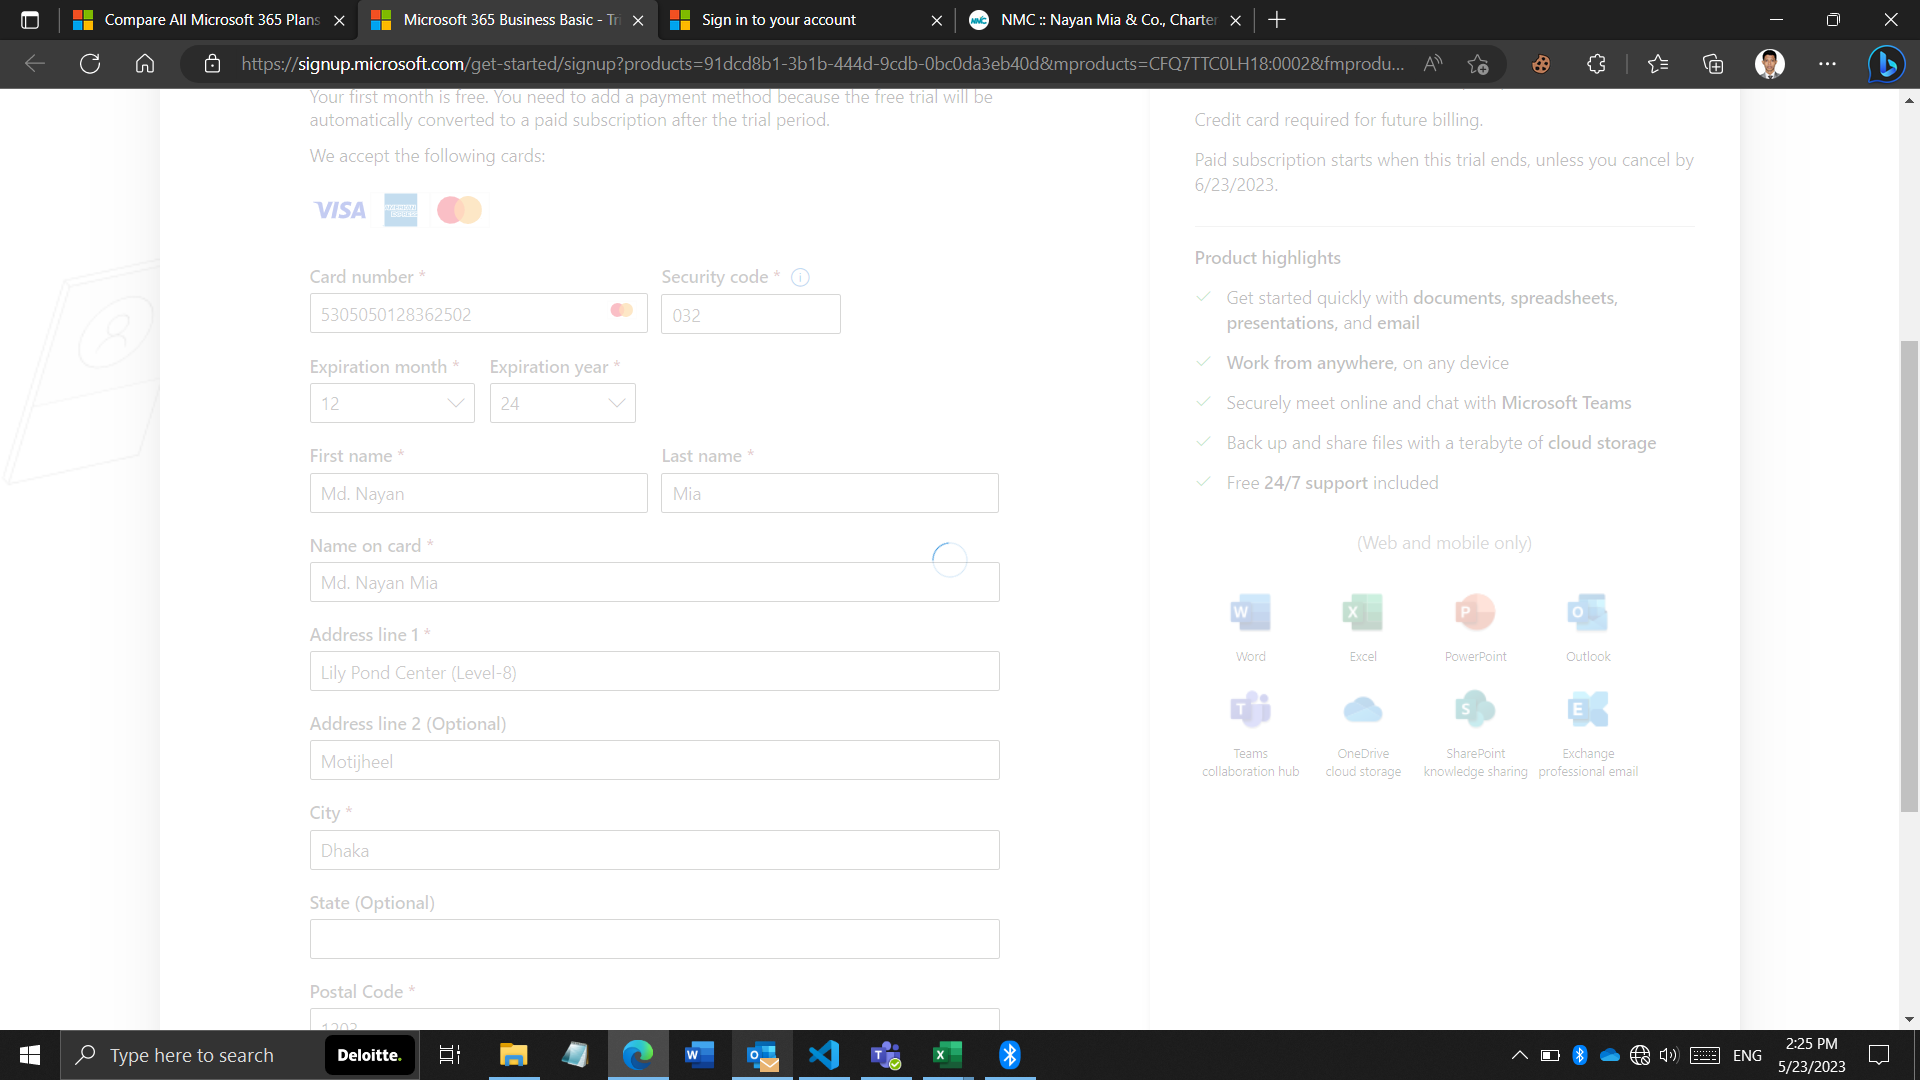 Compare All Microsoft 365 Plans
Microsoft 365 Business Basic - Tri
Sign in to your account
NMC :: Nayan Mia & Co., Charter
https://signup.microsoft.com/get-started/signup?products=91dcd8b1-3b1b-444d-9cdb-0bc0da3eb40d&mproducts=CFQ7TTC0LH18:0002&fmprodu...
Your first month is free. You need to add a payment method because the free trial will be
automatically converted to a paid subscription after the trial period.
We accept the following cards:
VISA
Card number *
Security code *
[card number and security code omitted]
Expiration month * Expiration year *
12 24
First name * Last name *
Md. Nayan Mia
Name on card *
Md. Nayan Mia
Address line 1 *
Lily Pond Center (Level-8)
Address line 2 (Optional)
Motijheel
City *
Dhaka
State (Optional)
Postal Code *
Credit card required for future billing.
Paid subscription starts when this trial ends, unless you cancel by
6/23/2023.
Product highlights
Get started quickly with documents, spreadsheets,
presentations, and email
Work from anywhere, on any device
Securely meet online and chat with Microsoft Teams
Back up and share files with a terabyte of cloud storage
Free 24/7 support included
(Web and mobile only)
Word Excel PowerPoint Outlook
Teams OneDrive SharePoint Exchange
collaboration hub cloud storage knowledge sharing professional email
Type here to search
Deloitte.
ENG
2:25 PM
5/23/2023